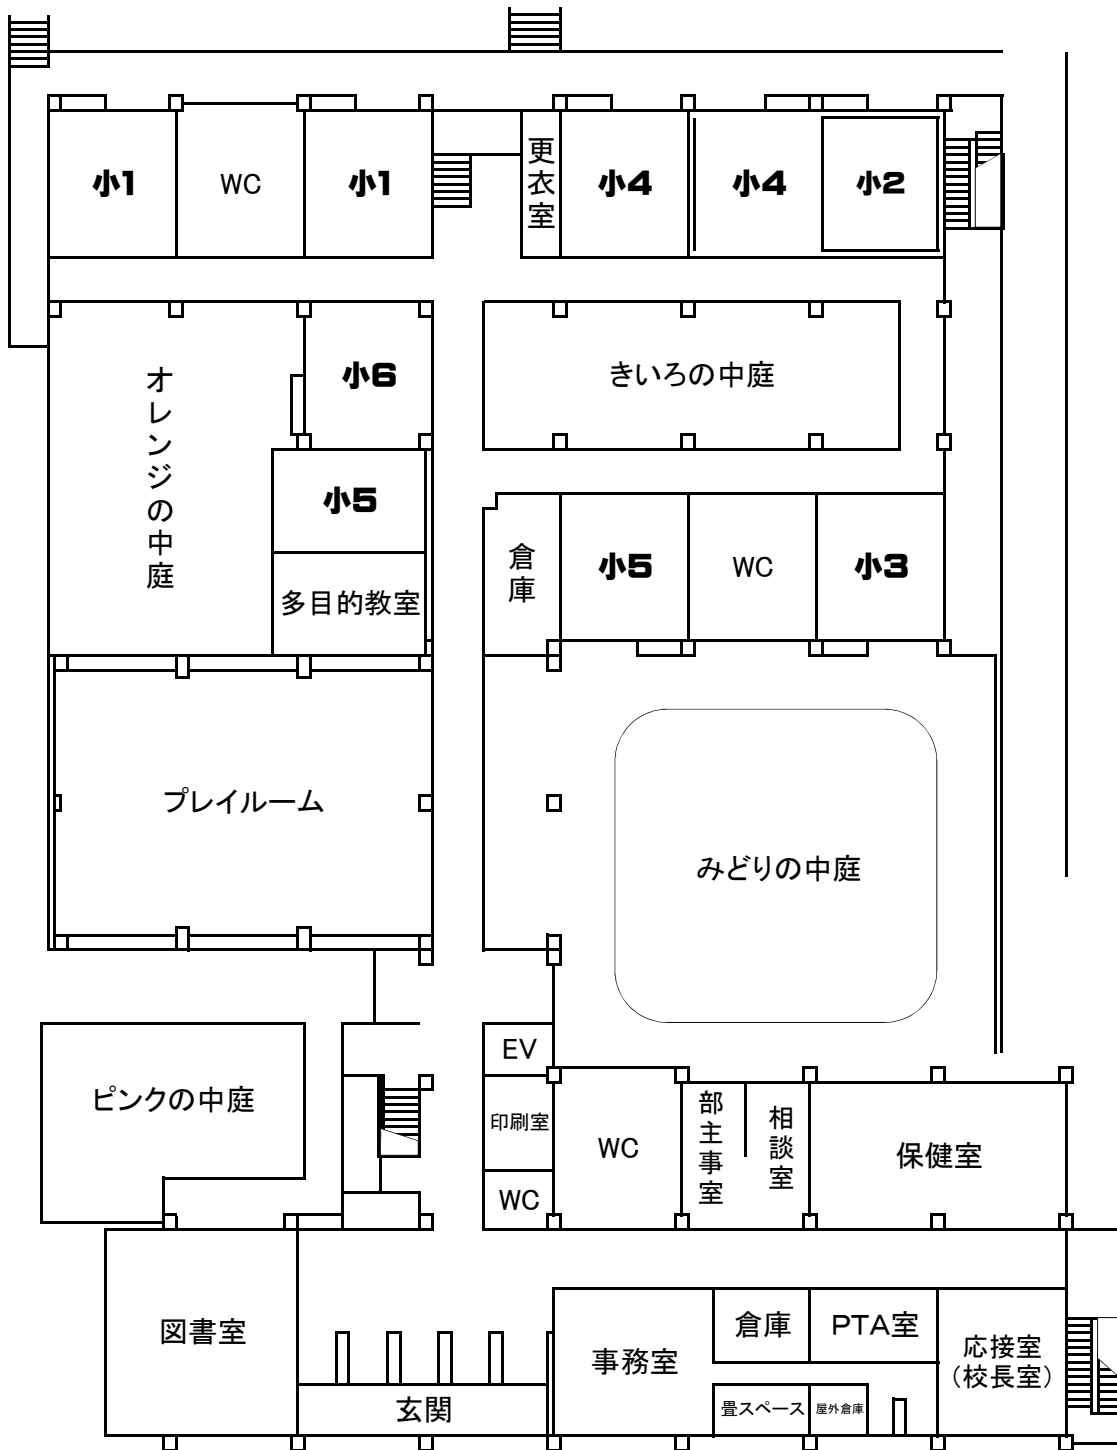 小1
WC
小1
更衣室
小4
小4
小2
オレンジの中庭
小6
きいろの中庭
小5
多目的教室
倉庫
小5
WC
小3
プレイルーム
みどりの中庭
EV
ピンクの中庭
印刷室
WC
WC
部主事室
相談室
保健室
図書室
玄関
事務室
倉庫
PTA室
応接室
(校長室)
畳スペース
屋外倉庫